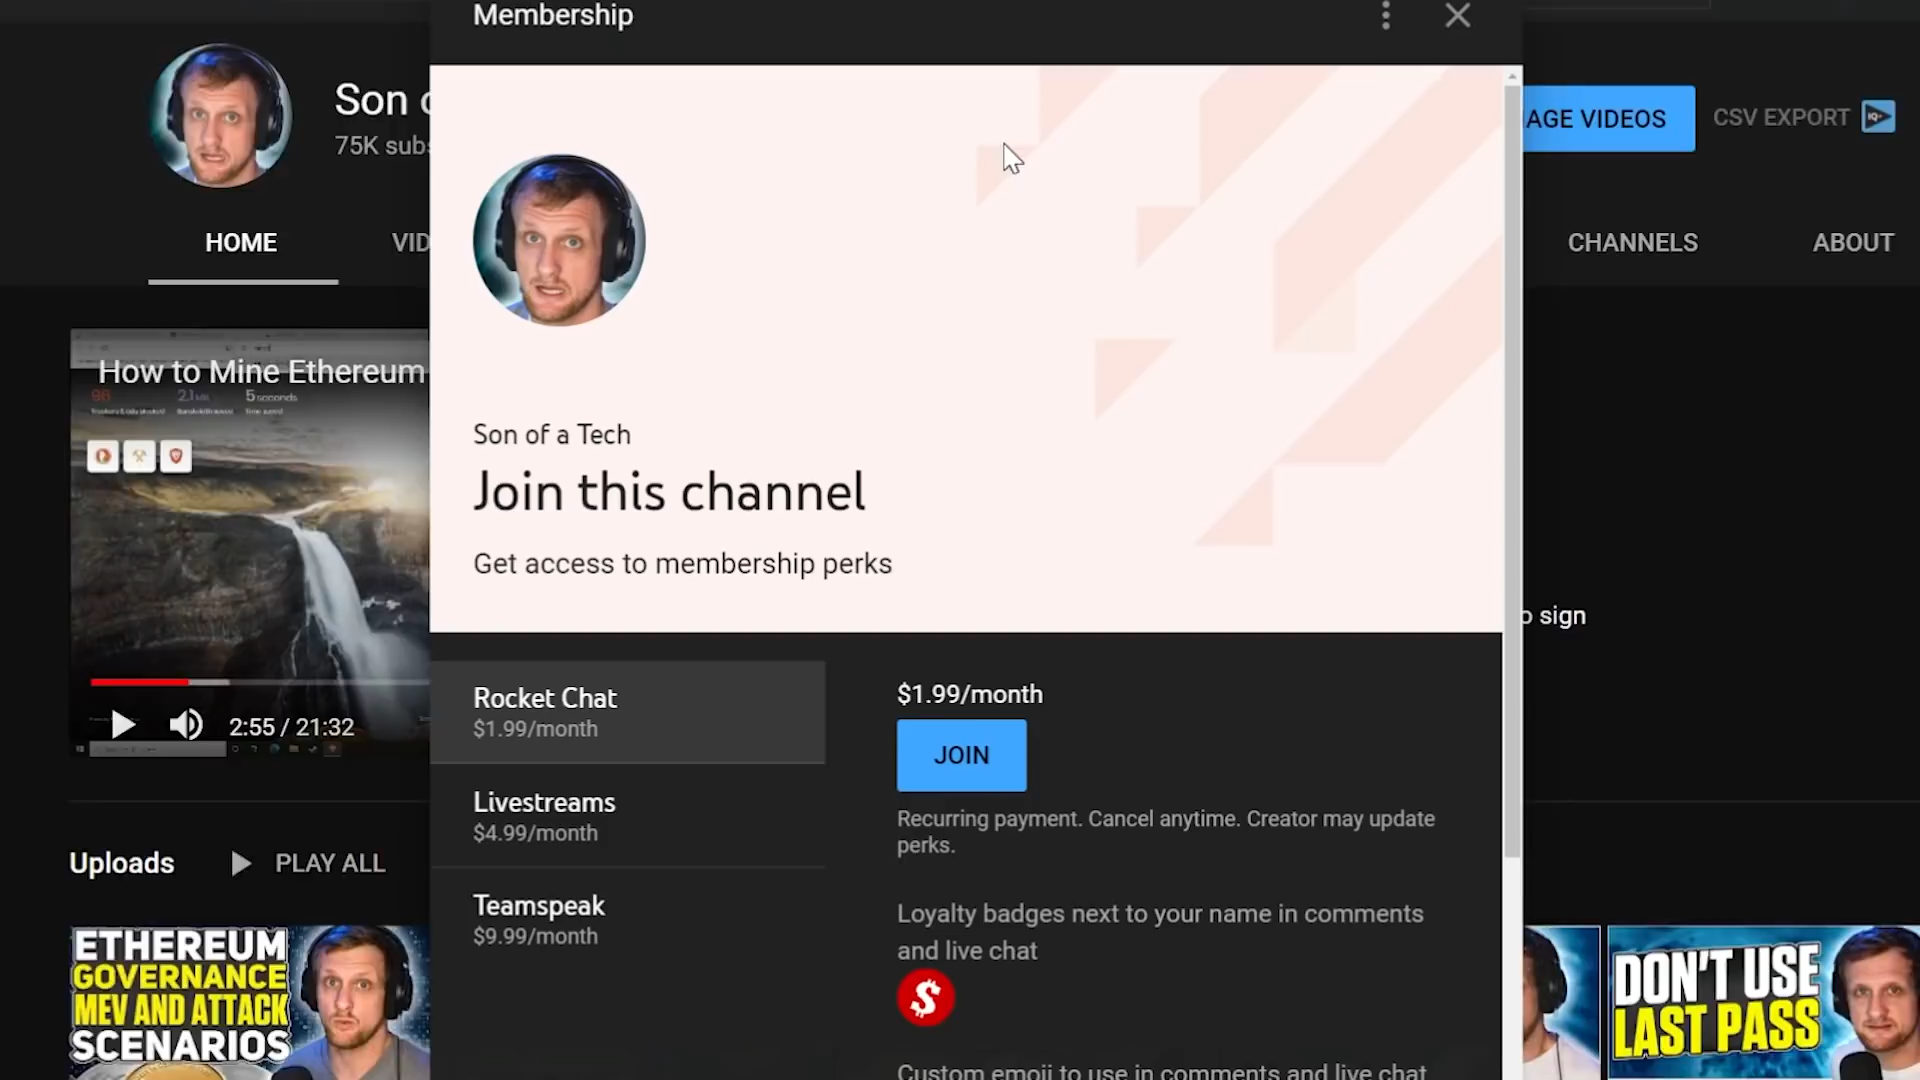 Membership
Son
75K subs
AGE VIDEOS
CSV EXPORT
HOME
VID
CHANNELS
ABOUT
How to Mine Ethereum
5 seconds
Son of a Tech
Join this channel
Get access to membership perks
o sign
2:55 / 21:32
Rocket Chat
$1.99/month
$1.99/month
JOIN
Livestreams
$4.99/month
Recurring payment. Cancel anytime. Creator may update
perks.
Uploads
PLAY ALL
Teamspeak
$9.99/month
Loyalty badges next to your name in comments
and live chat
$
ETHEREUM
GOVERNANCE
MEV AND ATTACK
SCENARIOS
DON'T USE
LAST PASS
Custom emoji to use in comments and live chat